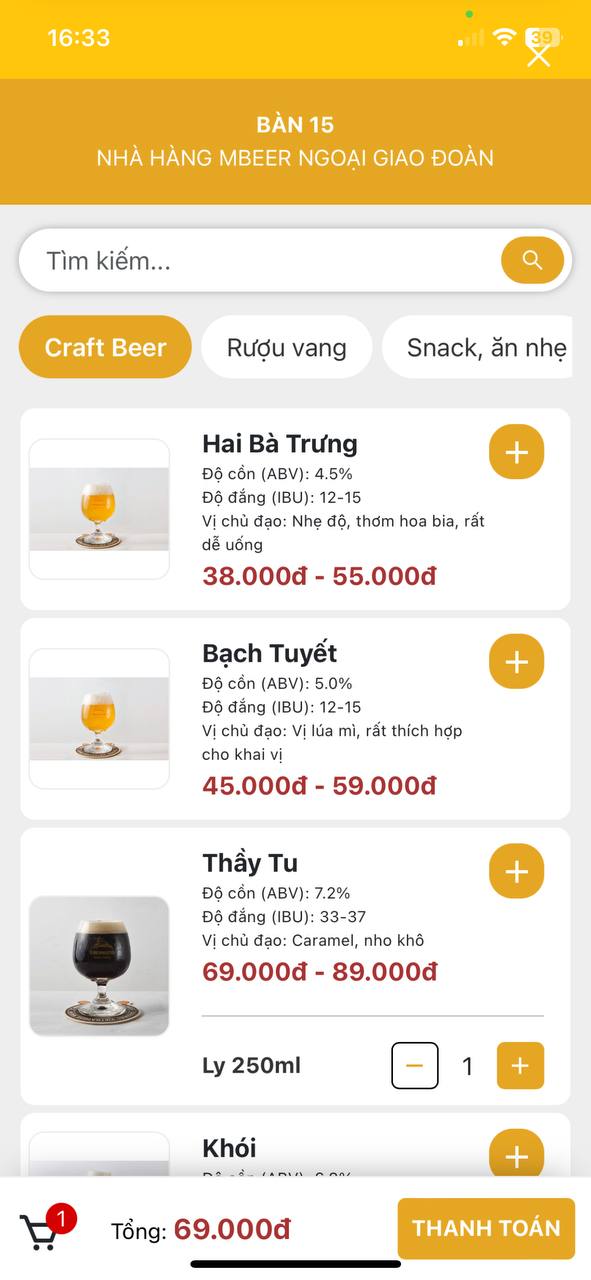 16:33
39
BÀN 15
NHÀ HÀNG MBEER NGOẠI GIAO ĐOÀN
Tìm kiếm...
Craft Beer
Rượu vang
Snack, ăn nhẹ
Hai Bà Trưng
Độ cồn (ABV): 4.5%
Độ đắng (IBU): 12-15
Vị chủ đạo: Nhẹ độ, thơm hoa bia, rất
dễ uống
38.000đ - 55.000đ
Bạch Tuyết
Độ cồn (ABV): 5.0%
Độ đắng (IBU): 12-15
Vị chủ đạo: Vị lúa mì, rất thích hợp
cho khai vị
45.000đ - 59.000đ
Thầy Tu
Độ cồn (ABV): 7.2%
Độ đắng (IBU): 33-37
Vị chủ đạo: Caramel, nho khô
69.000đ - 89.000đ
Ly 250ml
1
Khói
1
Tổng: 69.000đ
THANH TOÁN